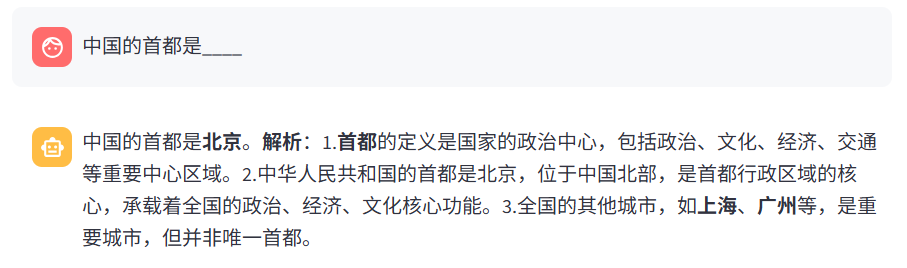 中国的首都是____
中国的首都是北京。解析：1.首都的定义是国家的政治中心，包括政治、文化、经济、交通
等重要中心区域。2.中华人民共和国的首都是北京，位于中国北部，是首都行政区域的核
心，承载着全国的政治、经济、文化核心功能。3.全国的其他城市，如上海、广州等，是重
要城市，但并非唯一首都。